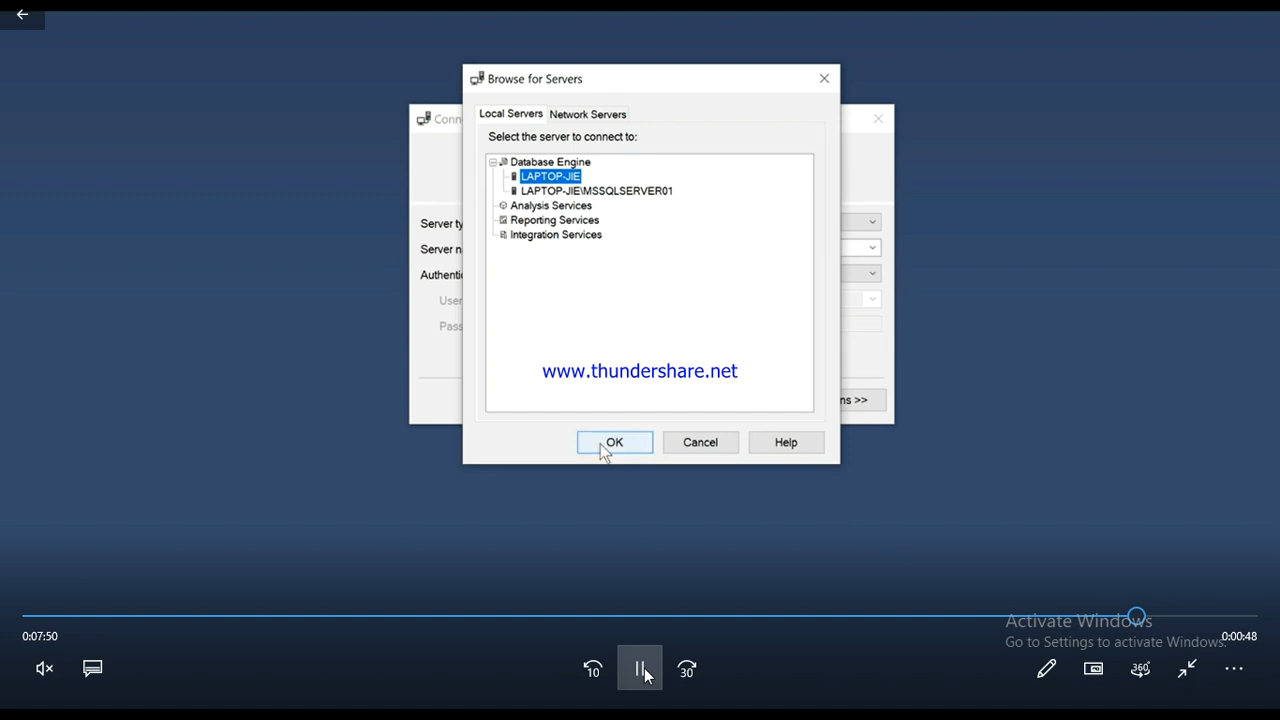 Browse for Servers
Conn
Local Servers Network Servers
Select the server to connect to:
Database Engine
LAPTOP-JIE
LAPTOP-JIE\MSSQLSERVER01
Analysis Services
Reporting Services
Integration Services
Server ty
Server n
Authenti
User
Pass
www.thundershare.net
ns >>
OK Cancel Help
Activate Windows
0:07:50 0:00:48
Go to Settings to activate Windows.
10 30 360